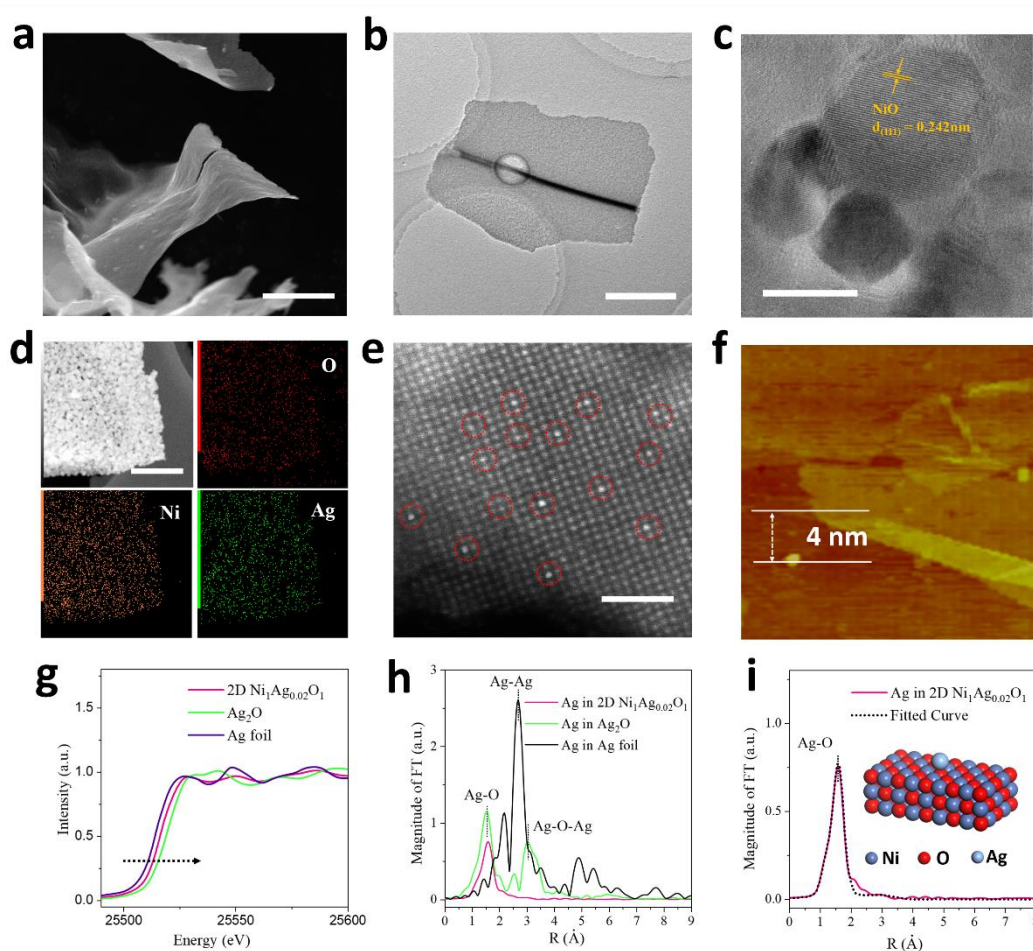 a
b
c
NiO
d(111) = 0.242nm
d
O
Ni
Ag
e
f
4 nm
g
2D Ni₁Ag₀.₀₂O₁
Ag₂O
Ag foil
Intensity (a.u.)
1.5
1.0
0.5
0.0
25500
25550
25600
Energy (eV)
h
Ag-Ag
Ag in 2D Ni₁Ag₀.₀₂O₁
Ag in Ag₂O
Ag in Ag foil
Ag-O
Ag-O-Ag
Magnitude of FT (a.u.)
3
2
1
0
0 1 2 3 4 5 6 7 8 9
R (Å)
i
Ag in 2D Ni₁Ag₀.₀₂O₁
Fitted Curve
Ag-O
Ni
O
Ag
Magnitude of FT (a.u.)
1.0
0.5
0.0
0 1 2 3 4 5 6 7 8
R (Å)